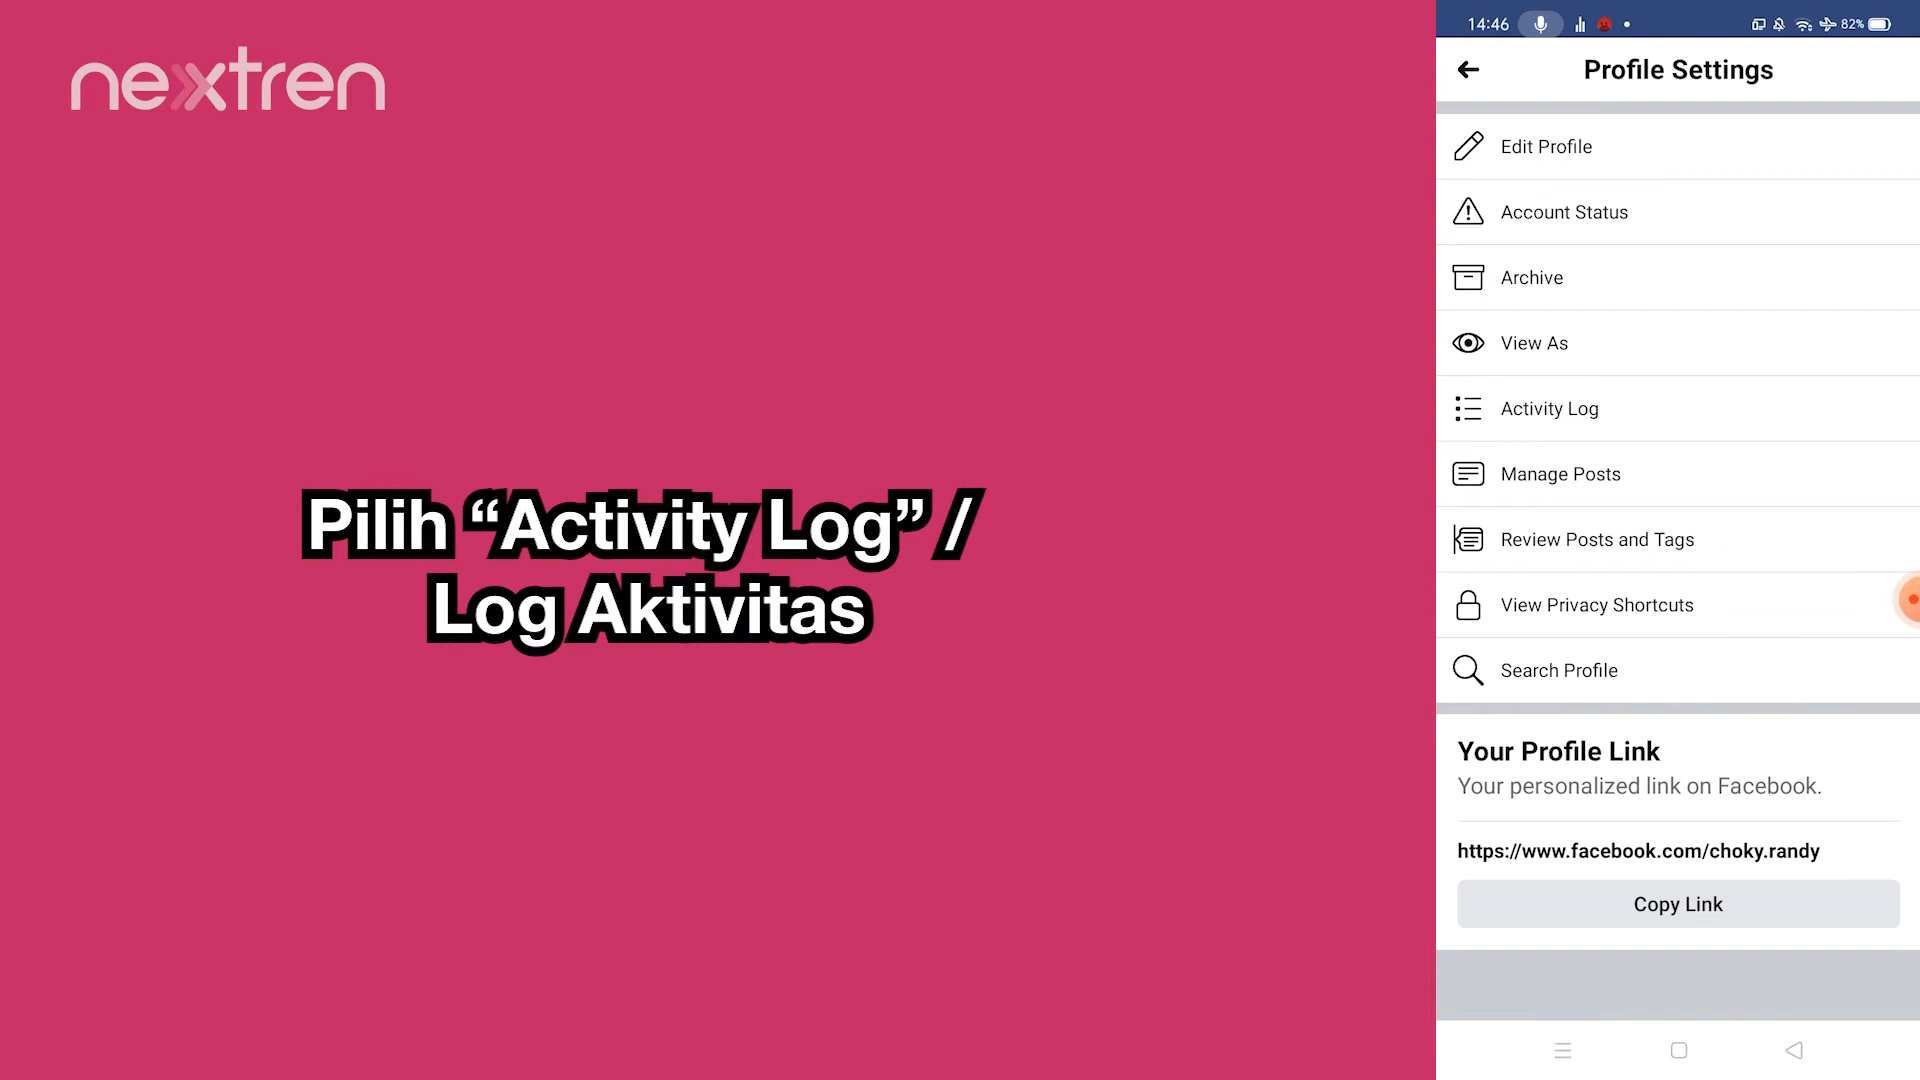 nextren
Pilih “Activity Log” /
Log Aktivitas
14:46
82%
Profile Settings
Edit Profile
Account Status
Archive
View As
Activity Log
Manage Posts
Review Posts and Tags
View Privacy Shortcuts
Search Profile
Your Profile Link
Your personalized link on Facebook.
https://www.facebook.com/choky.randy
Copy Link